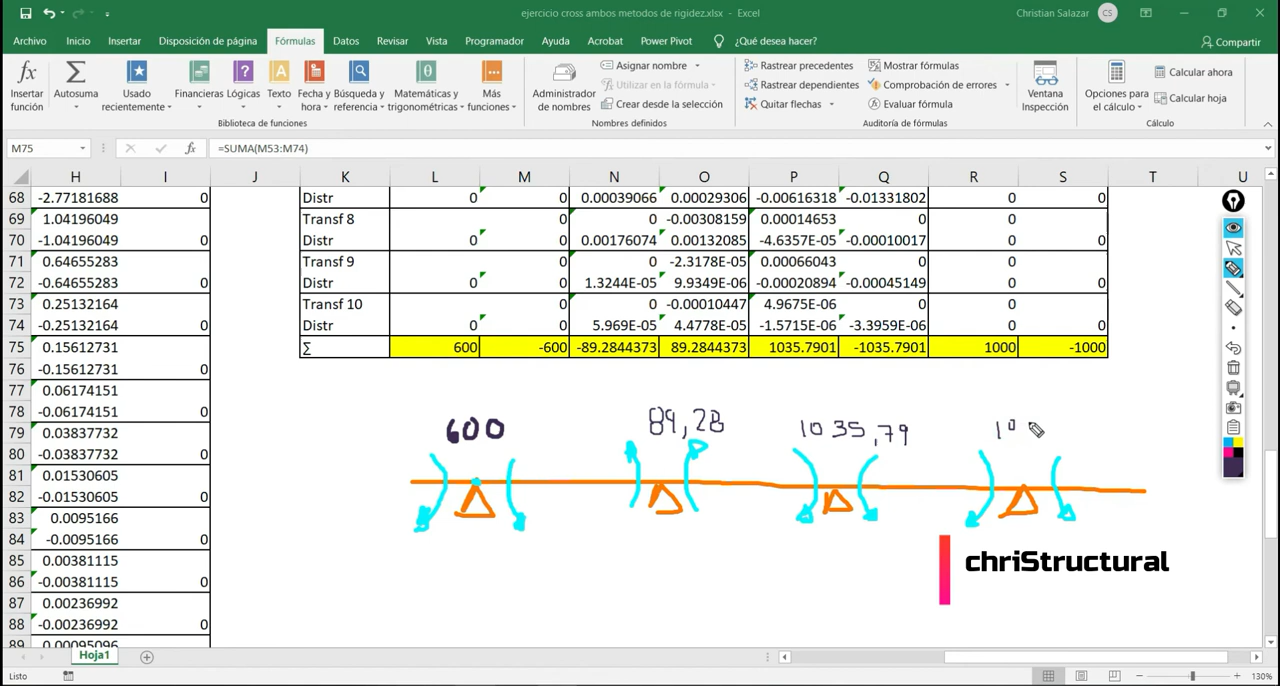 ejercicio cross ambos metodos de rigidez.xlsx - Excel
Christian Salazar CS
Archivo Inicio Insertar Disposición de página Fórmulas Datos Revisar Vista Programador Ayuda Acrobat Power Pivot ¿Qué desea hacer? Compartir
Insertar función
Autosuma
Usado recientemente
Financieras
Lógicas
Texto
Fecha y hora
Búsqueda y referencia
Matemáticas y trigonométricas
Más funciones
Biblioteca de funciones
Administrador de nombres
Asignar nombre
Utilizar en la fórmula
Crear desde la selección
Nombres definidos
Rastrear precedentes
Rastrear dependientes
Quitar flechas
Mostrar fórmulas
Comprobación de errores
Evaluar fórmula
Auditoría de fórmulas
Ventana Inspección
Opciones para el cálculo
Calcular ahora
Calcular hoja
Cálculo
M75 fx =SUMA(M53:M74)
H I J K L M N O P Q R S T U
68 -2.77181688 0 Distr 0 0 0.00039066 0.00029306 -0.00616318 -0.01331802 0 0
69 1.04196049 Transf 8 0 0 -0.00308159 0.00014653 0 0
70 -1.04196049 0 Distr 0 0 0.00176074 0.00132085 -4.6357E-05 -0.00010017 0 0
71 0.64655283 Transf 9 0 0 -2.3178E-05 0.00066043 0 0
72 -0.64655283 0 Distr 0 0 1.3244E-05 9.9349E-06 -0.00020894 -0.00045149 0 0
73 0.25132164 Transf 10 0 0 -0.00010447 4.9675E-06 0 0
74 -0.25132164 0 Distr 0 0 5.969E-05 4.4778E-05 -1.5715E-06 -3.3959E-06 0 0
75 0.15612731 ∑ 600 -600 -89.2844373 89.2844373 1035.7901 -1035.7901 1000 -1000
76 -0.15612731 0
77 0.06174151
78 -0.06174151 0
79 0.03837732
80 -0.03837732 0
81 0.01530605
82 -0.01530605 0
83 0.0095166
84 -0.0095166 0
85 0.00381115
86 -0.00381115 0
87 0.00236992
88 -0.00236992 0
89 0.00095096
600 89,28 1035,79 10
chriStructural
Hoja1
Listo 130%